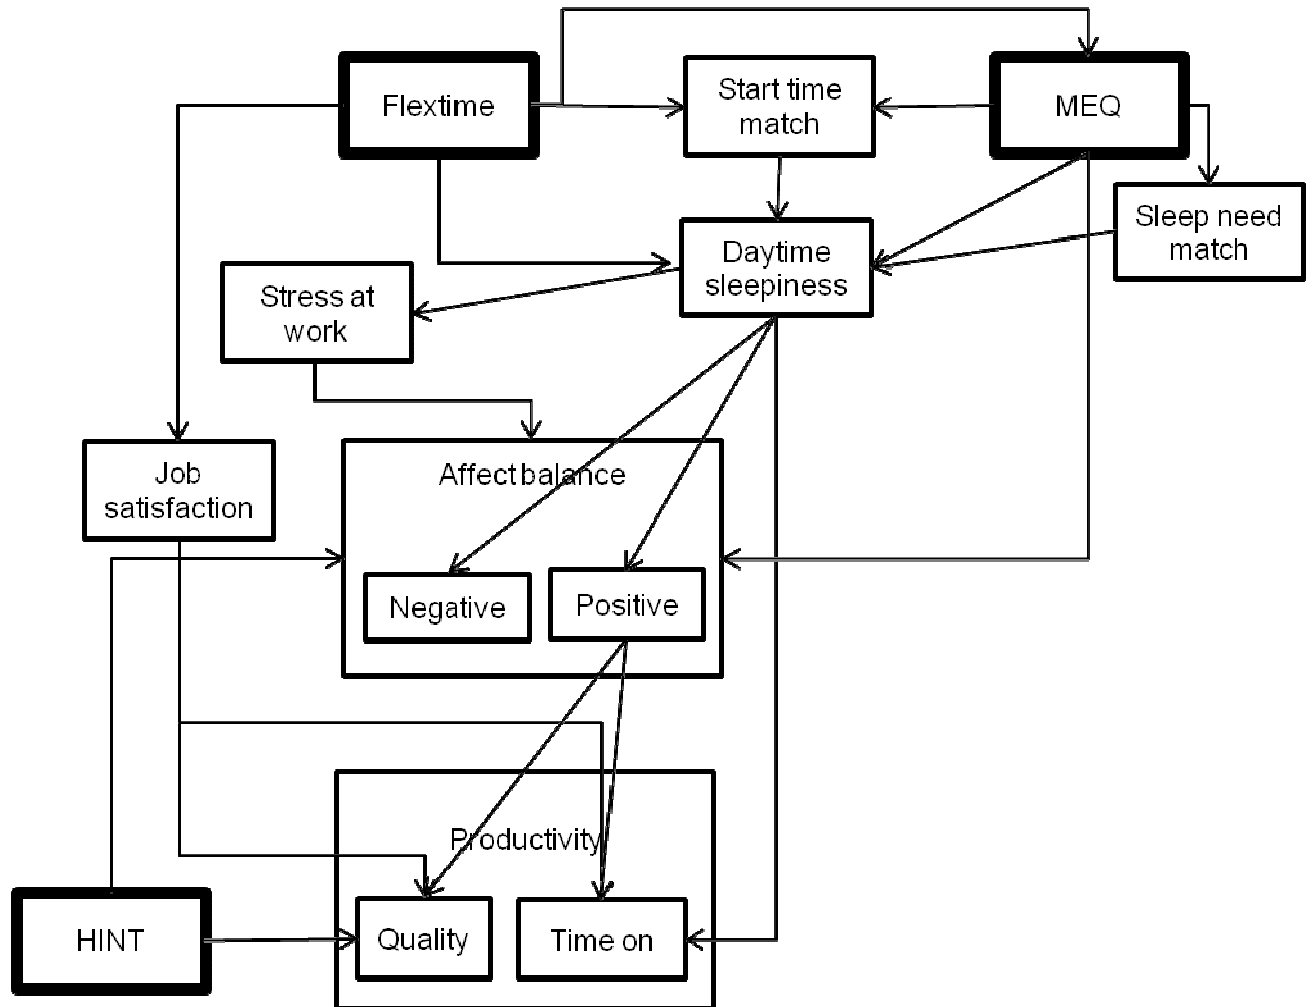 Flextime
Start time
match
MEQ
Sleep need
match
Daytime
sleepiness
Stress at
work
Job
satisfaction
Affect balance
Negative
Positive
Productivity
HINT
Quality
Time on